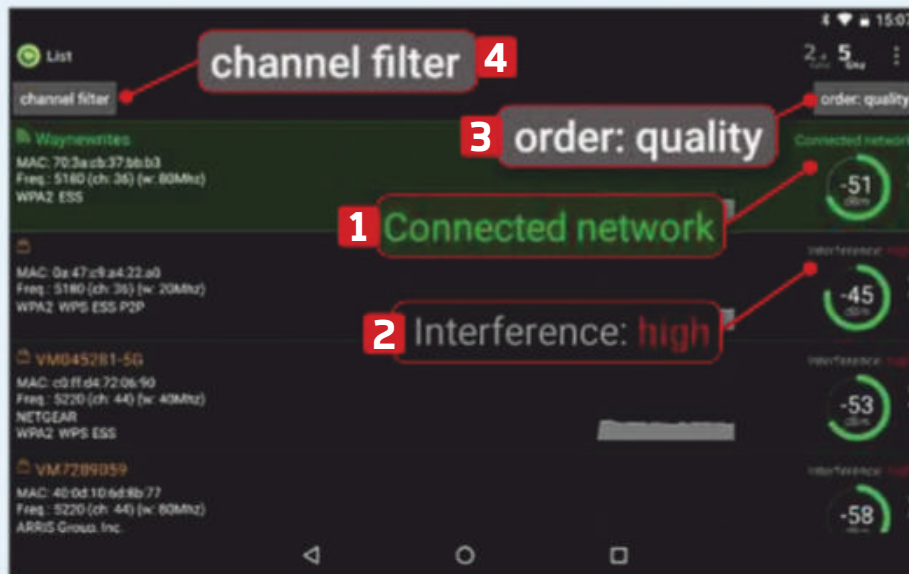 15:07
List
2 5 GHz
channel filter 4
channel filter
order: quality
3 order: quality
Waynewrites
MAC: 70:3a:cb:37:bb:b3
Freq.: 5180 (ch: 36) (w: 80Mhz)
WPA2 ESS
Connected network
-51
dBm
1 Connected network
MAC: 0a:47:c9:a4:22:a0
Freq.: 5180 (ch: 36) (w: 20Mhz)
WPA2 WPS ESS P2P
Interference: high
-45
dBm
2 Interference: high
VM045281-5G
MAC: c0:ff:d4:72:06:90
Freq.: 5220 (ch: 44) (w: 40Mhz)
NETGEAR
WPA2 WPS ESS
Interference: high
-53
dBm
VM7289059
MAC: 40:0d:10:6d:8b:77
Freq.: 5220 (ch: 44) (w: 80Mhz)
ARRIS Group, Inc.
Interference: high
-58